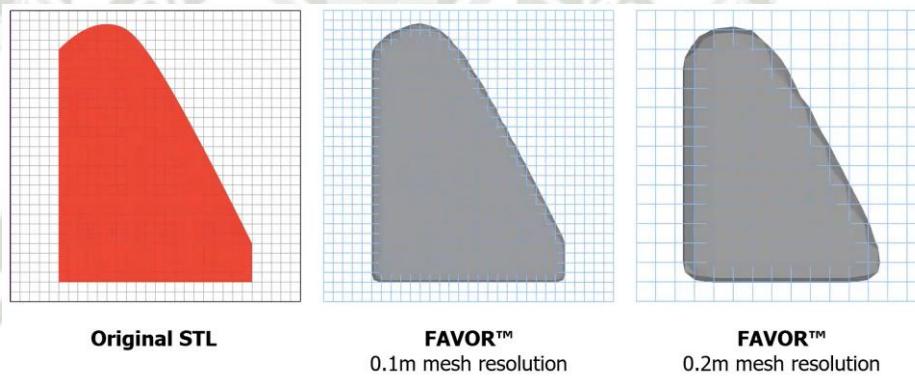 Original STL
FAVOR™
0.1m mesh resolution
FAVOR™
0.2m mesh resolution